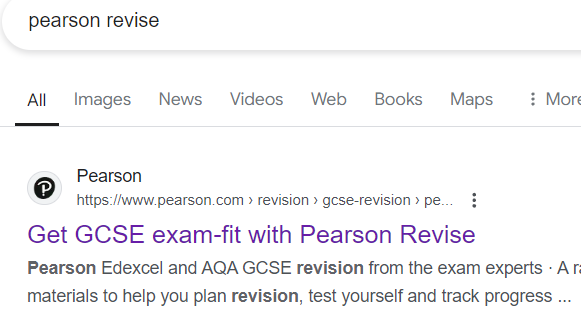 pearson revise
All Images News Videos Web Books Maps More
Pearson
https://www.pearson.com › revision › gcse-revision › pe...
Get GCSE exam-fit with Pearson Revise
Pearson Edexcel and AQA GCSE revision from the exam experts · A
materials to help you plan revision, test yourself and track progress ...